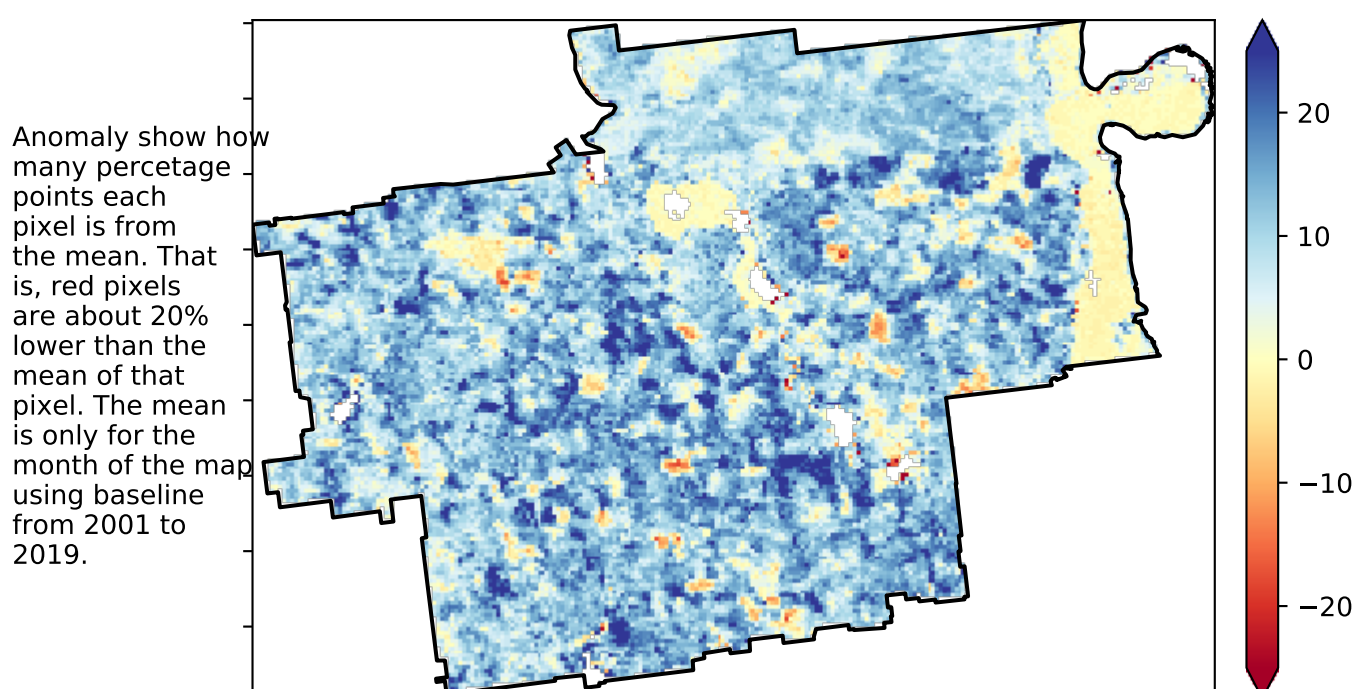 Anomaly show how
many percetage
points each
pixel is from
the mean. That
is, red pixels
are about 20%
lower than the
mean of that
pixel. The mean
is only for the
month of the map
using baseline
from 2001 to
2019.
20
10
0
−10
−20